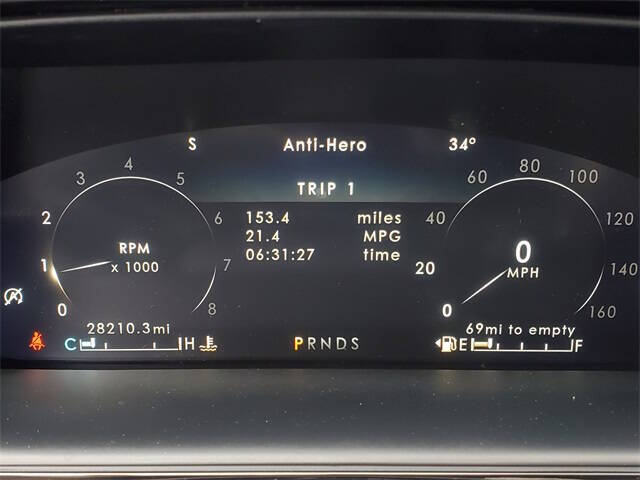 S Anti-Hero 34°
TRIP 1
153.4 miles
21.4 MPG
06:31:27 time
0 1 2 3 4 5 6 7 8
RPM
x 1000
0 20 40 60 80 100 120 140 160
0
MPH
28210.3mi
69mi to empty
C H
PRNDS
E F